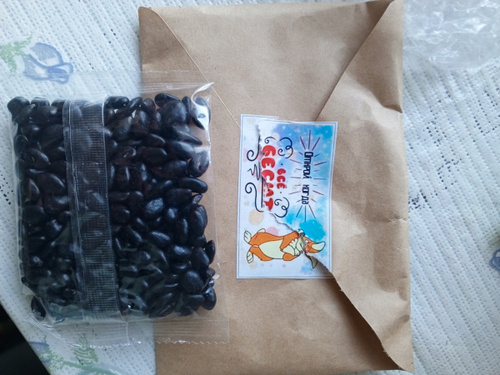 Открой когда
все
БЕСЯТ